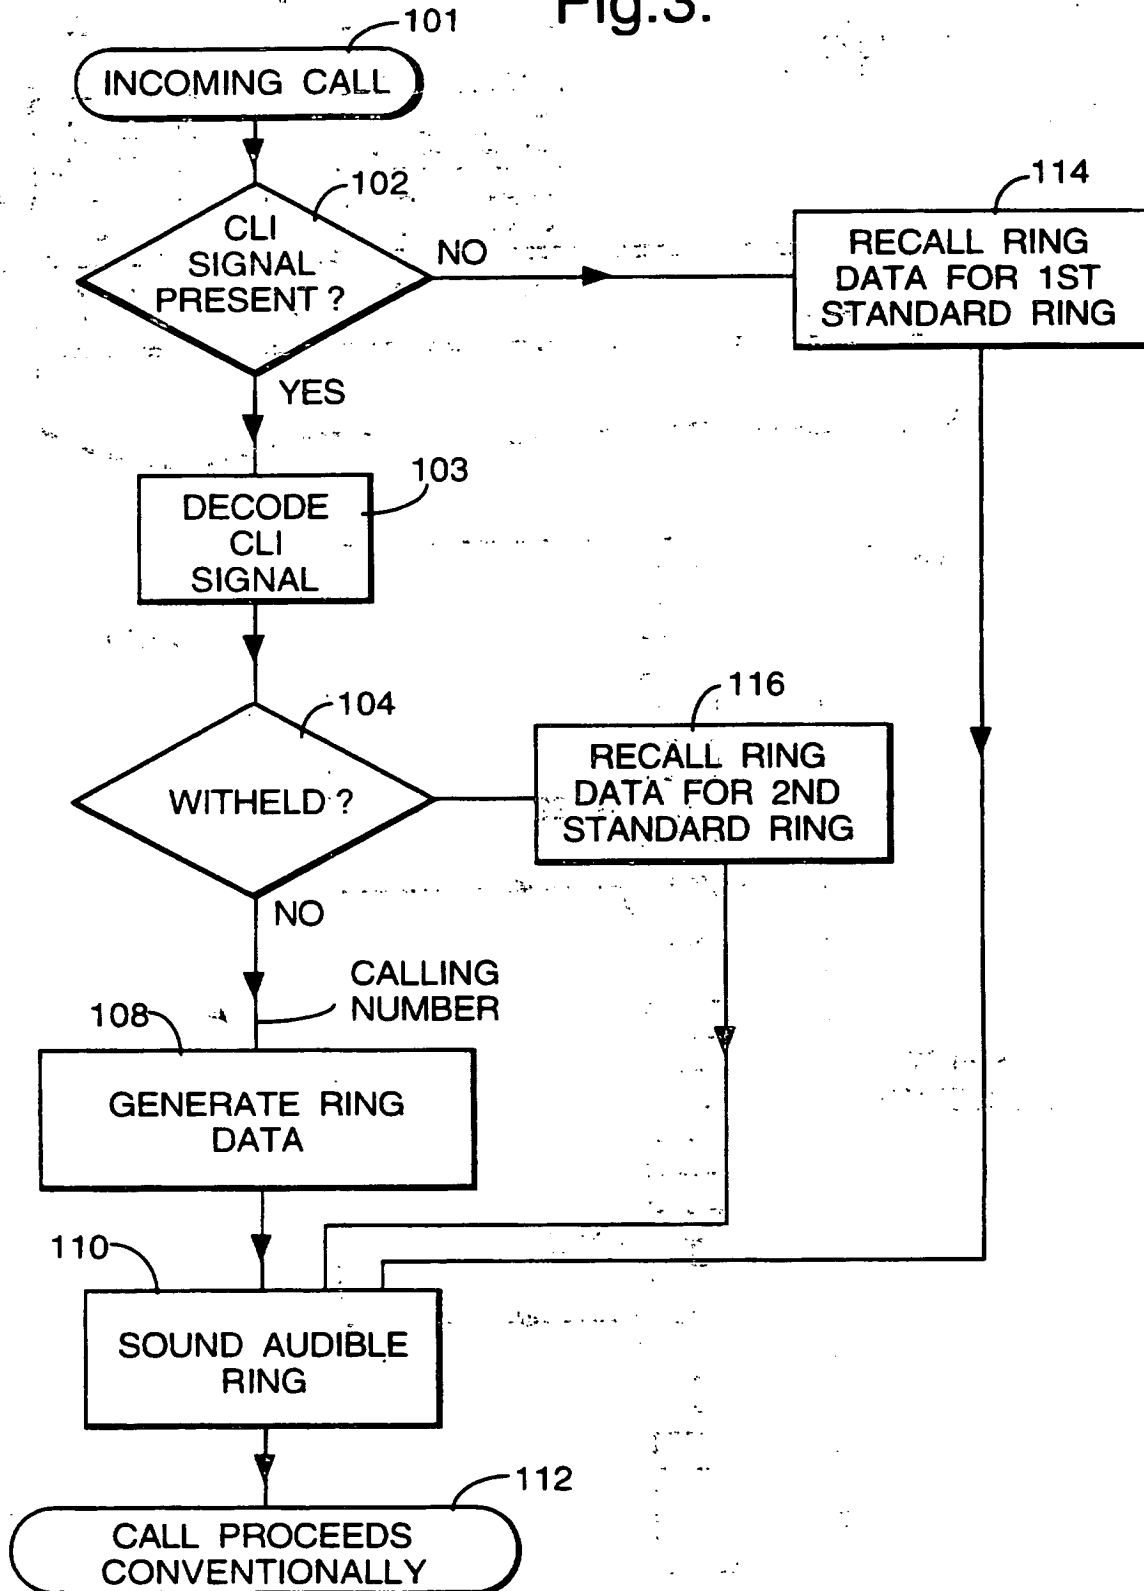 Fig.3.
101
INCOMING CALL
102
CLI
SIGNAL
PRESENT ?
NO
114
RECALL RING
DATA FOR 1ST
STANDARD RING
YES
103
DECODE
CLI
SIGNAL
104
WITHELD ?
116
RECALL RING
DATA FOR 2ND
STANDARD RING
NO
CALLING
NUMBER
108
GENERATE RING
DATA
110
SOUND AUDIBLE
RING
112
CALL PROCEEDS
CONVENTIONALLY